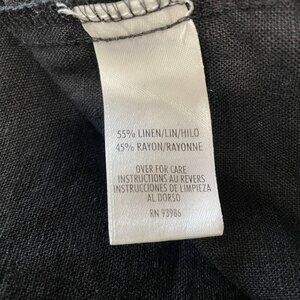 55% LINEN/LIN/HILO
45% RAYON/RAYONNE
OVER FOR CARE
INSTRUCTIONS AU REVERS
INSTRUCCIONES DE LIMPIEZA
AL DORSO
RN 93986